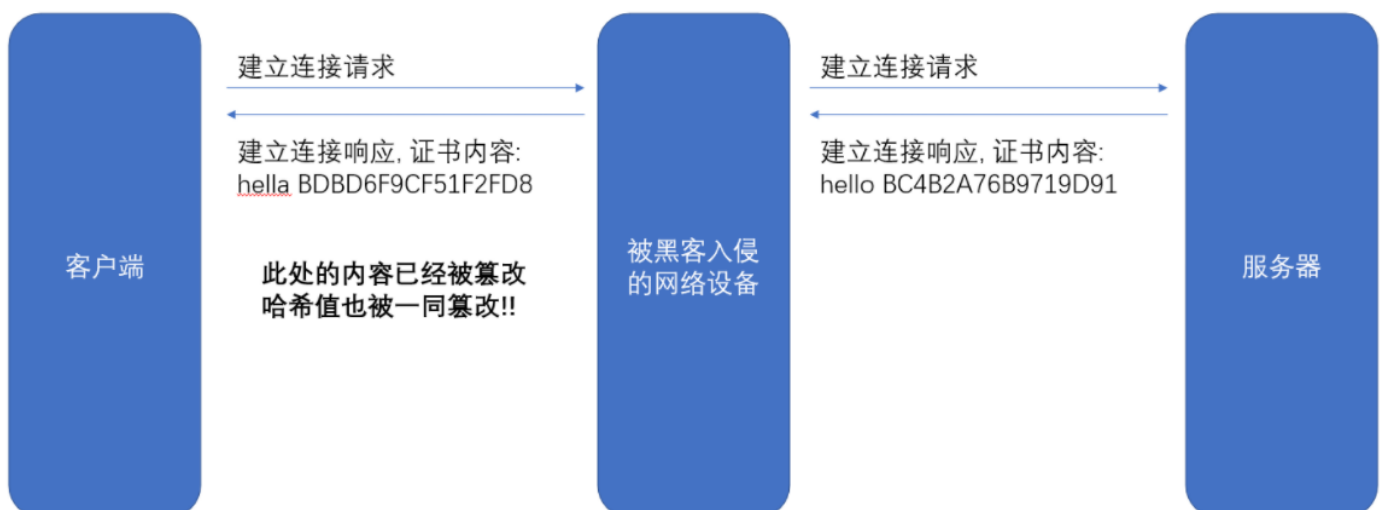 建立连接请求
建立连接响应, 证书内容:
hella BDBD6F9CF51F2FD8
此处的内容已经被篡改
哈希值也被一同篡改!!
建立连接请求
建立连接响应, 证书内容:
hello BC4B2A76B9719D91
客户端
被黑客入侵
的网络设备
服务器